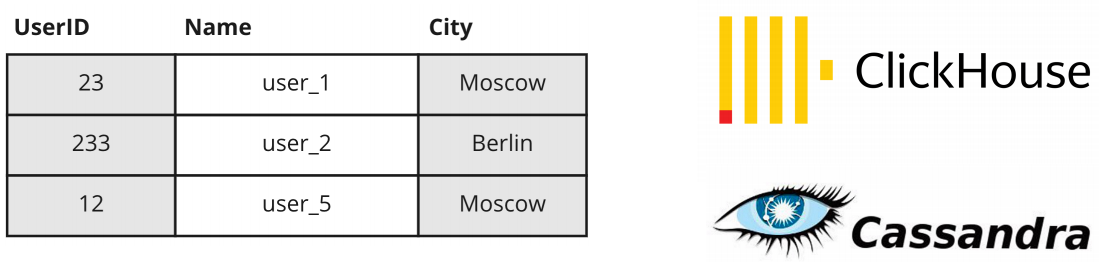 UserID Name City
23 user_1 Moscow
233 user_2 Berlin
12 user_5 Moscow
ClickHouse
Cassandra